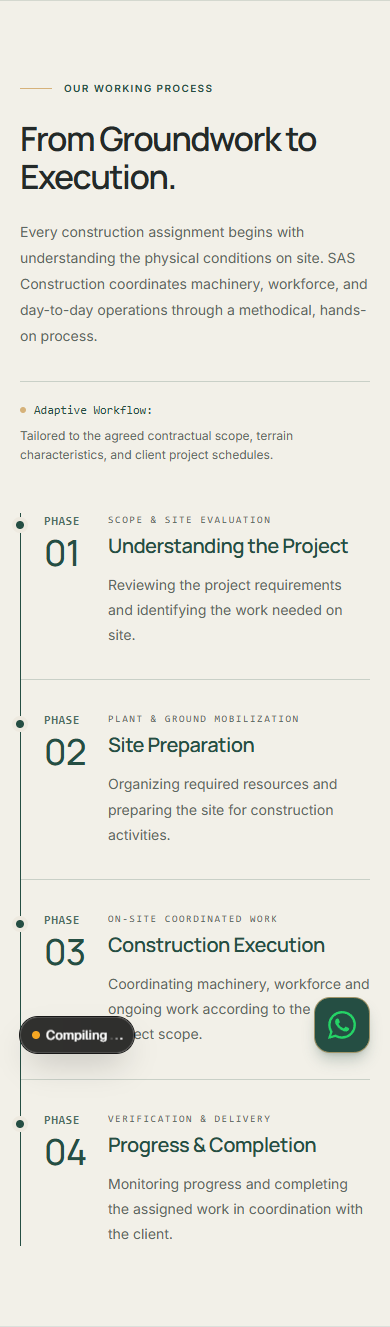 OUR WORKING PROCESS
From Groundwork to
Execution.
Every construction assignment begins with
understanding the physical conditions on site. SAS
Construction coordinates machinery, workforce, and
day-to-day operations through a methodical, hands-
on process.
Adaptive Workflow:
Tailored to the agreed contractual scope, terrain
characteristics, and client project schedules.
PHASE
01
SCOPE & SITE EVALUATION
Understanding the Project
Reviewing the project requirements
and identifying the work needed on
site.
PHASE
02
PLANT & GROUND MOBILIZATION
Site Preparation
Organizing required resources and
preparing the site for construction
activities.
PHASE
03
ON-SITE COORDINATED WORK
Construction Execution
Coordinating machinery, workforce and
ongoing work according to the
scope.
Compiling ...
PHASE
04
VERIFICATION & DELIVERY
Progress & Completion
Monitoring progress and completing
the assigned work in coordination with
the client.